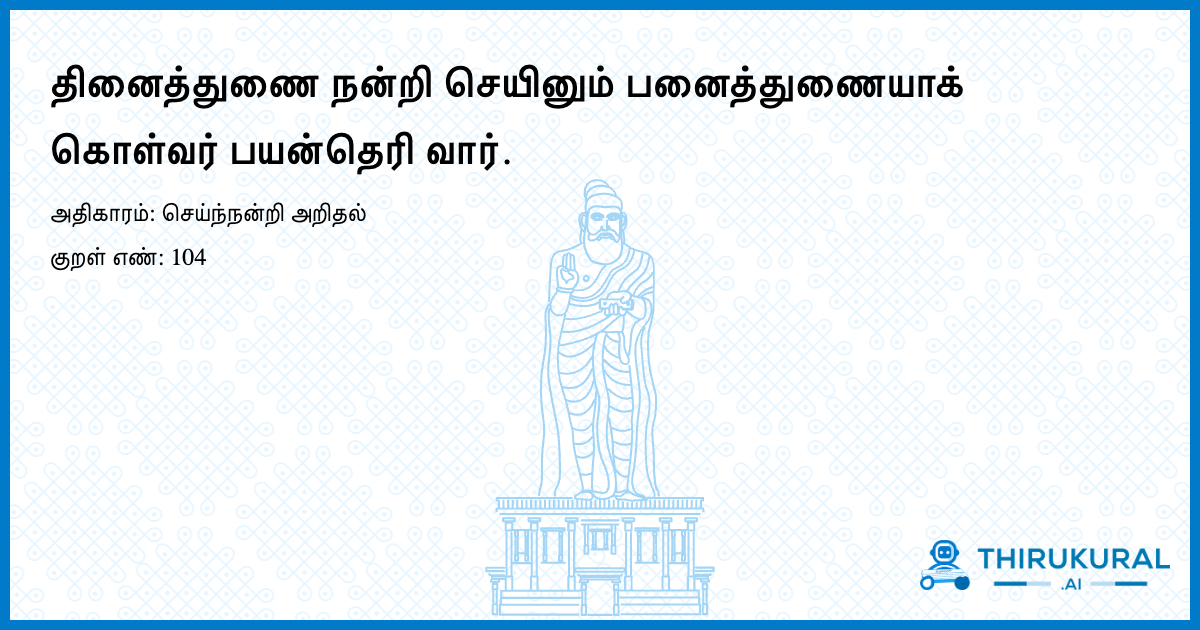 தினைத்துணை நன்றி செயினும் பனைத்துணையாக்
கொள்வர் பயன்தெரி வார்.
அதிகாரம்: செய்ந்நன்றி அறிதல்
குறள் எண்: 104
THIRUKURAL
.AI